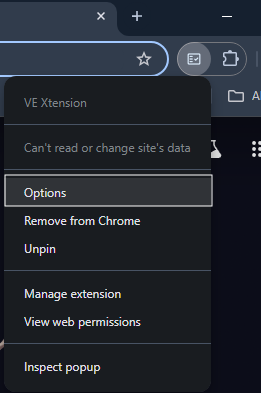 VE Xtension
Can't read or change site's data
Options
Remove from Chrome
Unpin
Manage extension
View web permissions
Inspect popup